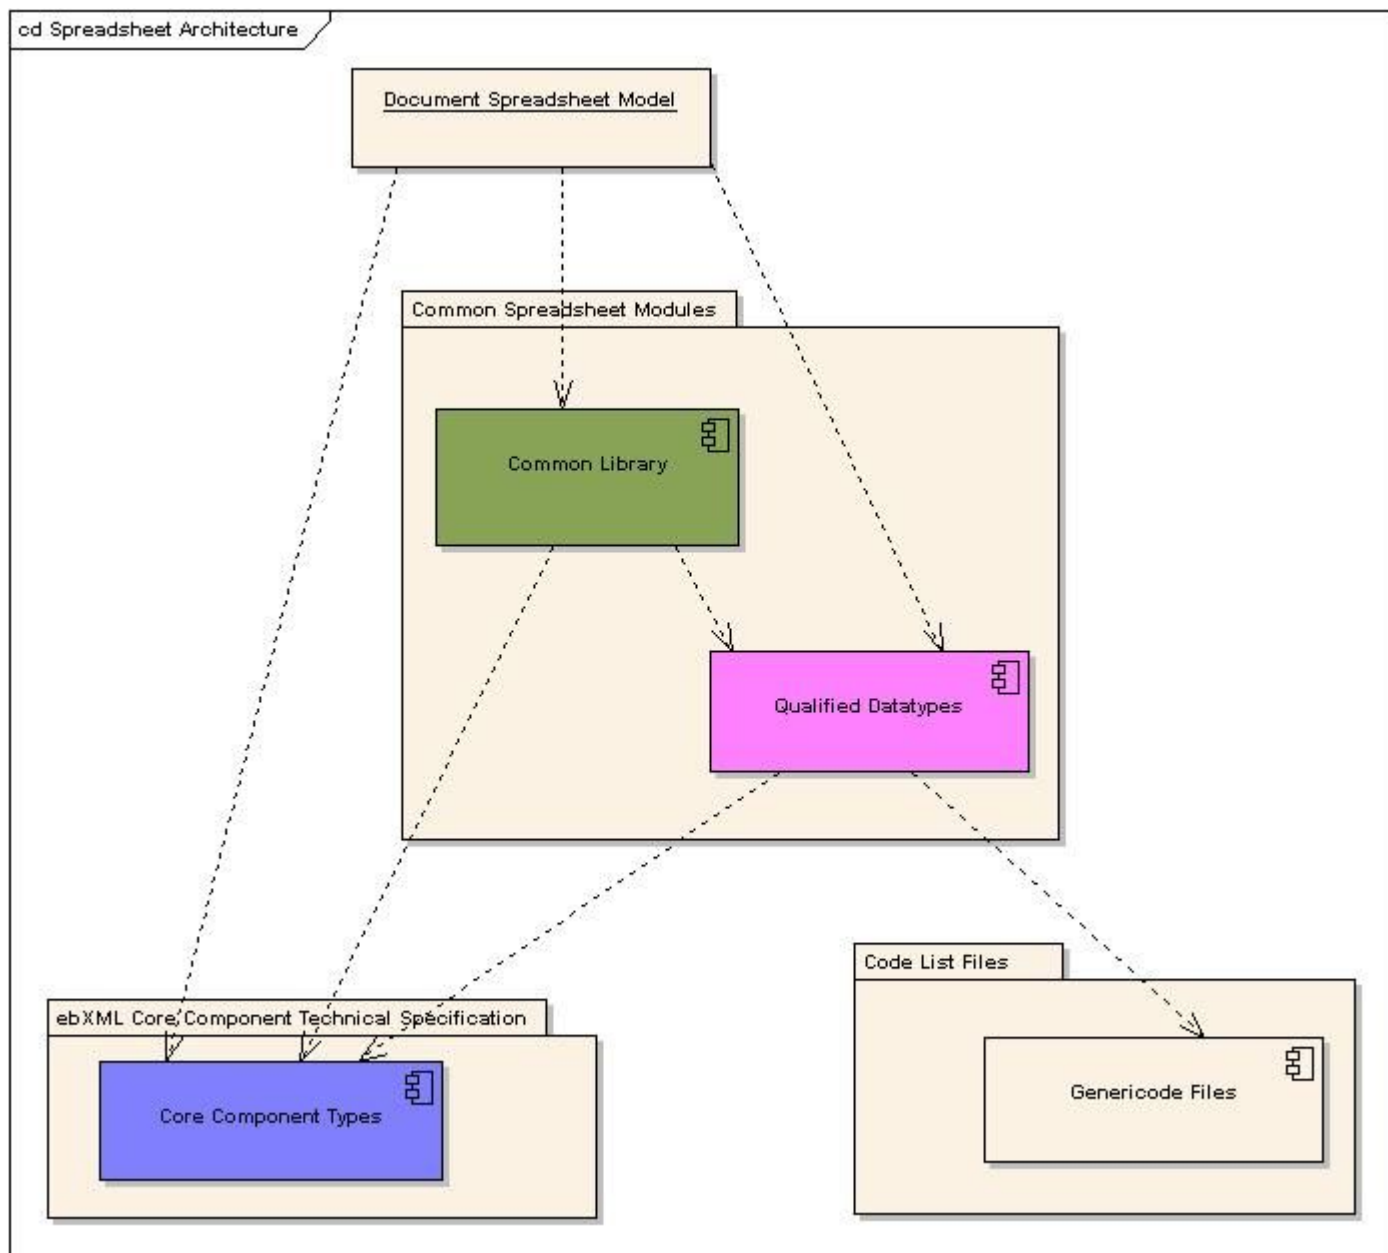 cd Spreadsheet Architecture
Document Spreadsheet Model
Common Spreadsheet Modules
Common Library
Qualified Datatypes
Code List Files
ebXML Core Component Technical Specification
Genericode Files
Core Component Types